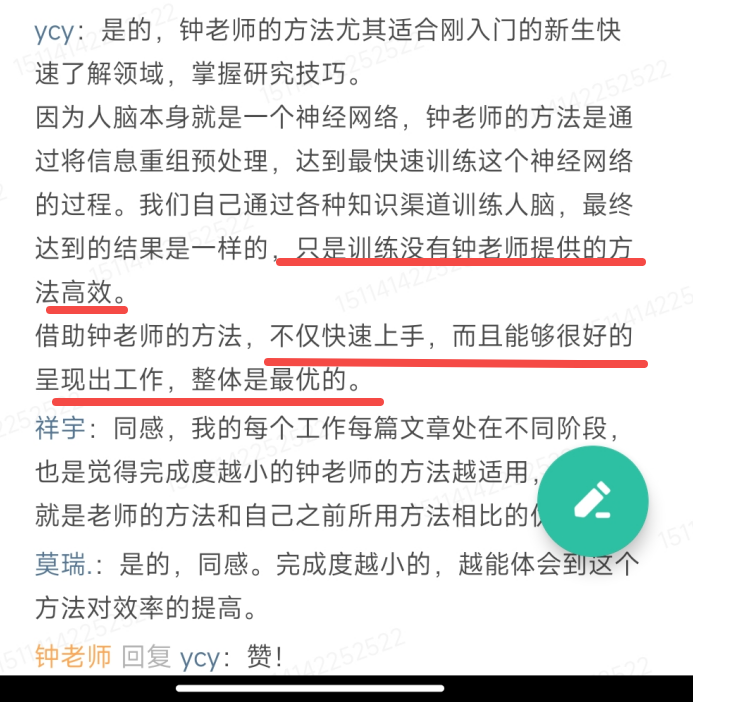 ycy：是的，钟老师的方法尤其适合刚入门的新生快
速了解领域，掌握研究技巧。
因为人脑本身就是一个神经网络，钟老师的方法是通
过将信息重组预处理，达到最快速训练这个神经网络
的过程。我们自己通过各种知识渠道训练人脑，最终
达到的结果是一样的，只是训练没有钟老师提供的方
法高效。
借助钟老师的方法，不仅快速上手，而且能够很好的
呈现出工作，整体是最优的。
祥宇：同感，我的每个工作每篇文章处在不同阶段，
也是觉得完成度越小的钟老师的方法越适用，
就是老师的方法和自己之前所用方法相比的
莫瑞.：是的，同感。完成度越小的，越能体会到这个
方法对效率的提高。
钟老师 回复 ycy：赞！
15114142252522